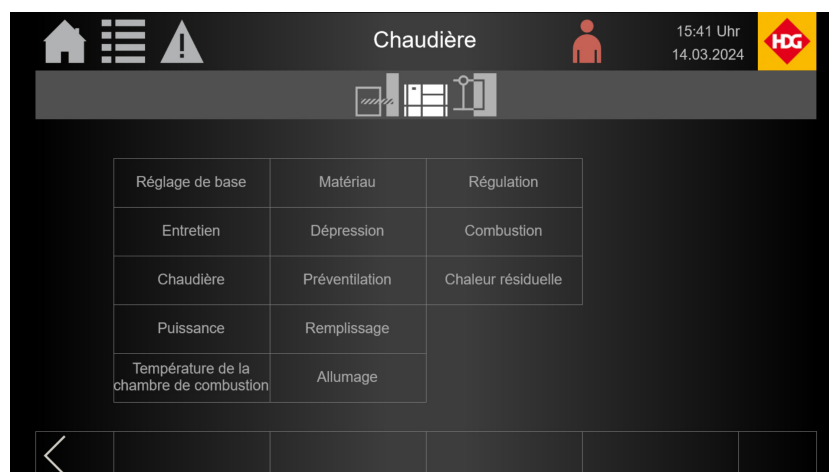 Chaudière
15:41 Uhr
14.03.2024
HDG
Réglage de base
Matériau
Régulation
Entretien
Dépression
Combustion
Chaudière
Préventilation
Chaleur résiduelle
Puissance
Remplissage
Température de la
chambre de combustion
Allumage